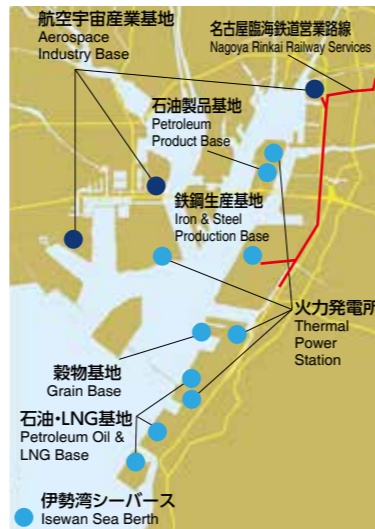 航空宇宙産業基地
Aerospace
Industry Base
名古屋臨海鉄道営業路線
Nagoya Rinkai Railway Services
石油製品基地
Petroleum
Product Base
鉄鋼生産基地
Iron & Steel
Production Base
火力発電所
Thermal
Power
Station
穀物基地
Grain Base
石油・LNG基地
Petroleum Oil &
LNG Base
伊勢湾シーバース
Isewan Sea Berth